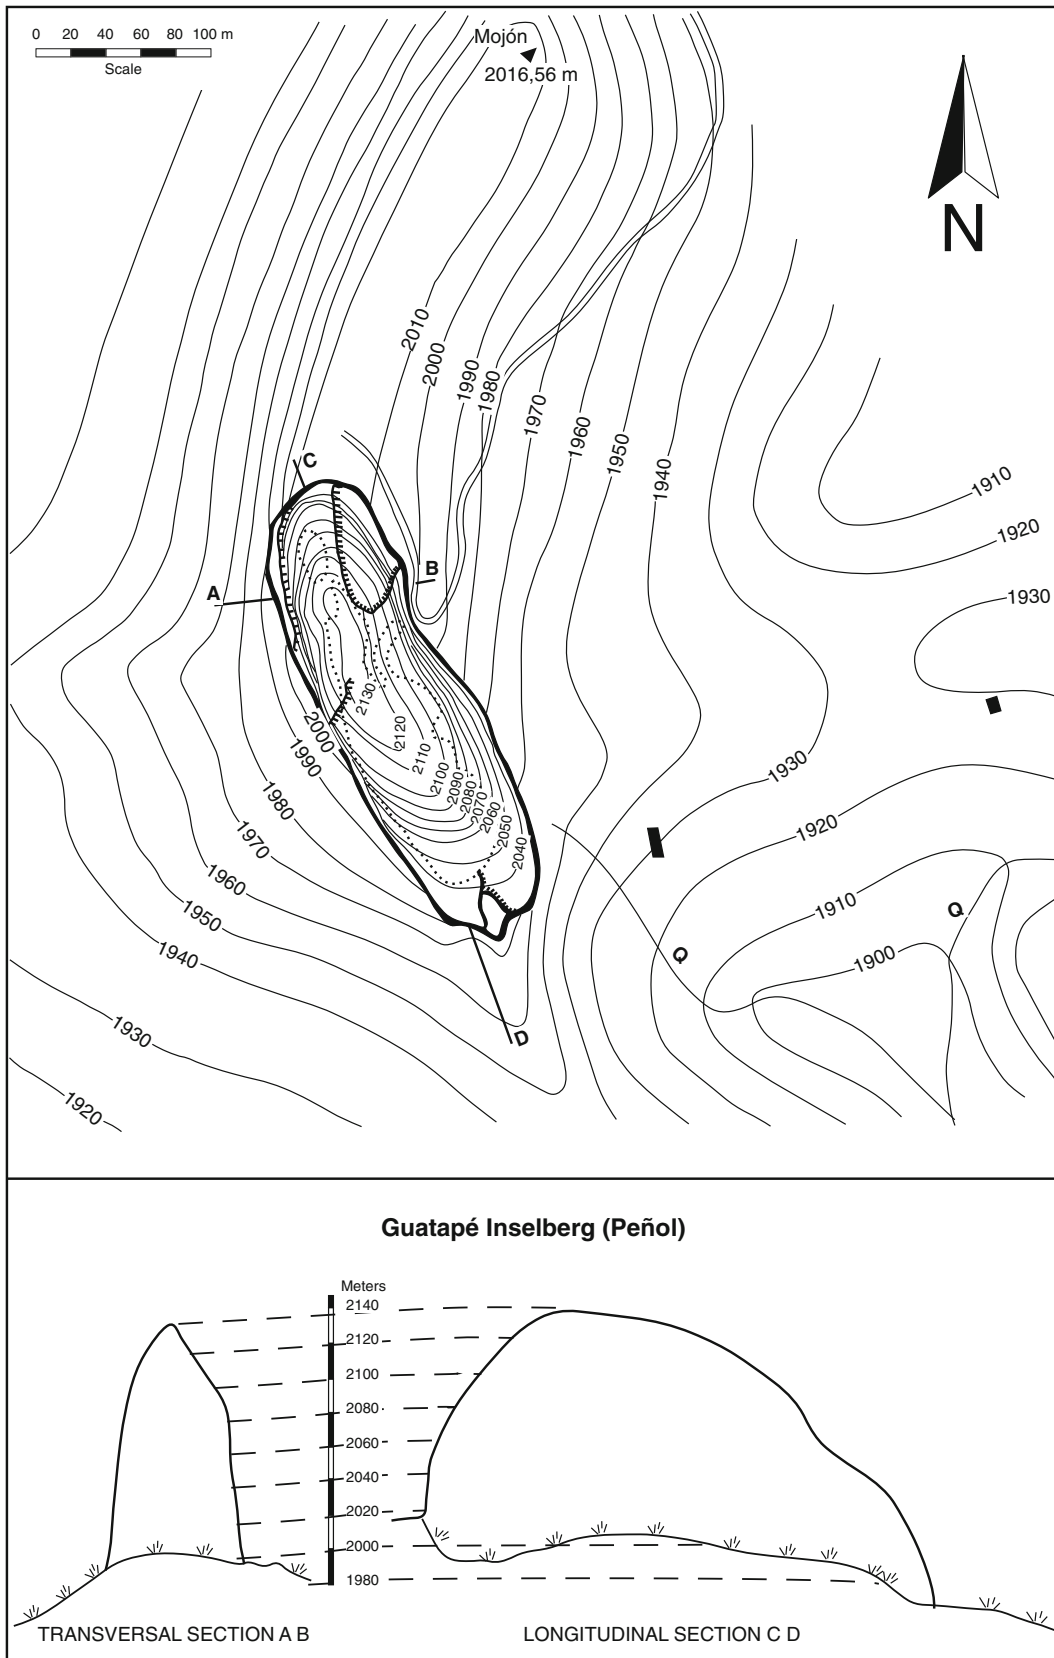 0 20 40 60 80 100 m
Scale
Mojón
2016,56 m
N
2010
2000
1990
1980
1970
1960
1950
1940
1910
1920
1930
C
B
A
2130
2120
2110
2100
2090
2080
2070
2060
2050
2040
2000
1990
1980
1970
1960
1950
1940
1930
1920
1930
1920
1910
1900
Q
Q
D
Guatapé Inselberg (Peñol)
Meters
2140
2120
2100
2080
2060
2040
2020
2000
1980
TRANSVERSAL SECTION A B
LONGITUDINAL SECTION C D